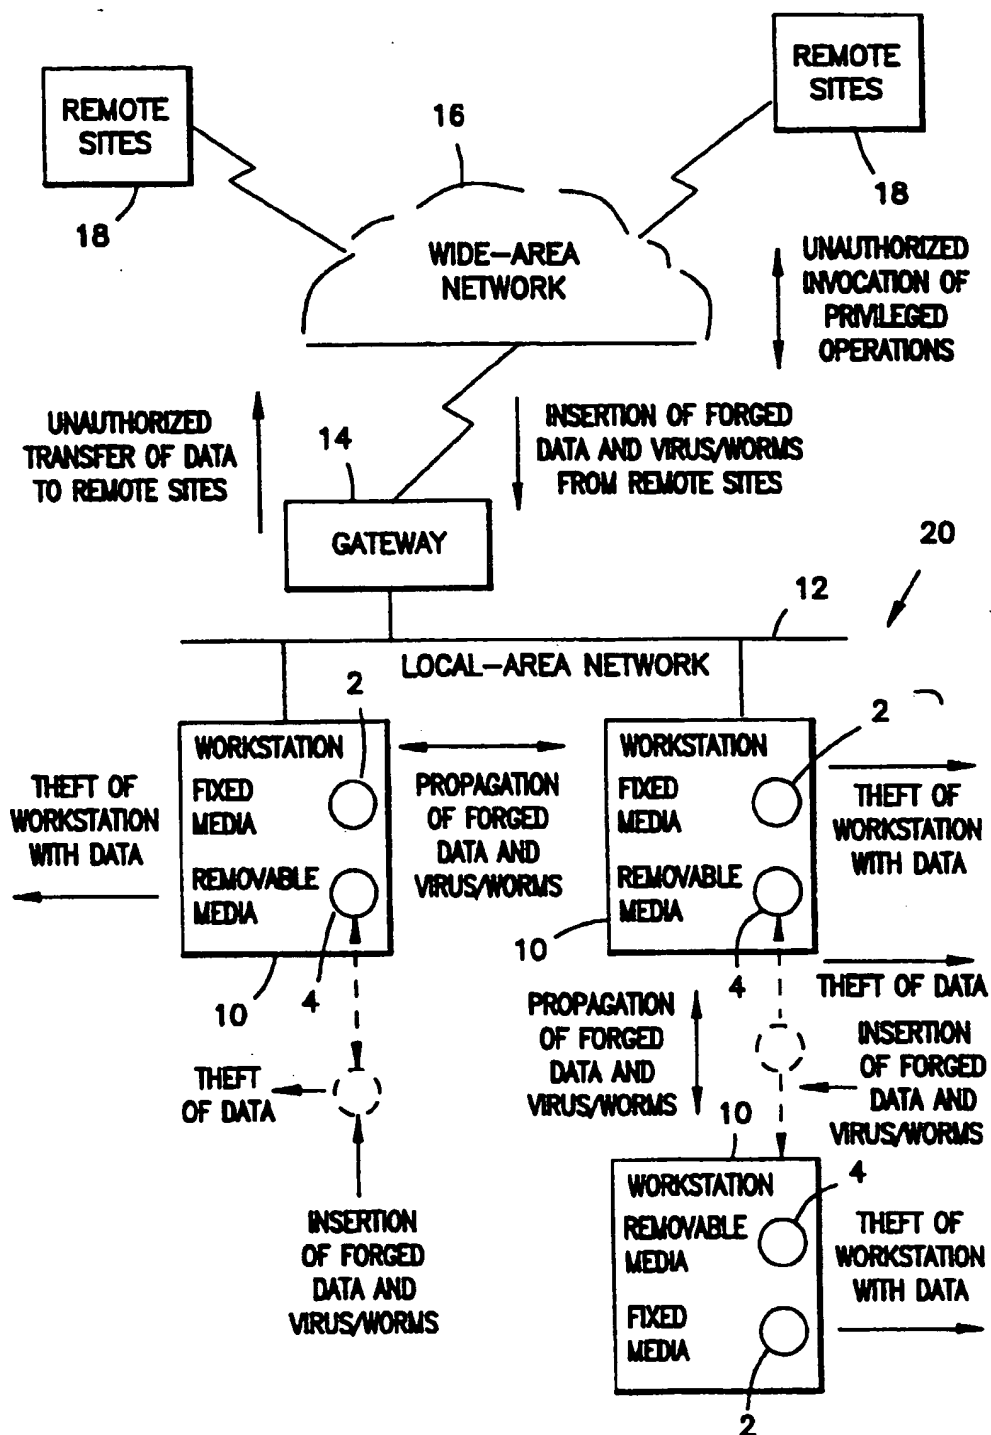 REMOTE
SITES
18
16
REMOTE
SITES
18
WIDE-AREA
NETWORK
UNAUTHORIZED
INVOCATION OF
PRIVILEGED
OPERATIONS
UNAUTHORIZED
TRANSFER OF DATA
TO REMOTE SITES
14
INSERTION OF FORGED
DATA AND VIRUS/WORMS
FROM REMOTE SITES
GATEWAY
20
12
LOCAL-AREA NETWORK
2
WORKSTATION
FIXED
MEDIA
REMOVABLE
MEDIA
10
4
THEFT OF
WORKSTATION
WITH DATA
PROPAGATION
OF FORGED
DATA AND
VIRUS/WORMS
2
WORKSTATION
FIXED
MEDIA
REMOVABLE
MEDIA
10
4
THEFT OF
WORKSTATION
WITH DATA
THEFT OF DATA
THEFT
OF DATA
INSERTION
OF FORGED
DATA AND
VIRUS/WORMS
PROPAGATION
OF FORGED
DATA AND
VIRUS/WORMS
INSERTION
OF FORGED
DATA AND
VIRUS/WORMS
10
WORKSTATION
4
REMOVABLE
MEDIA
FIXED
MEDIA
2
THEFT OF
WORKSTATION
WITH DATA